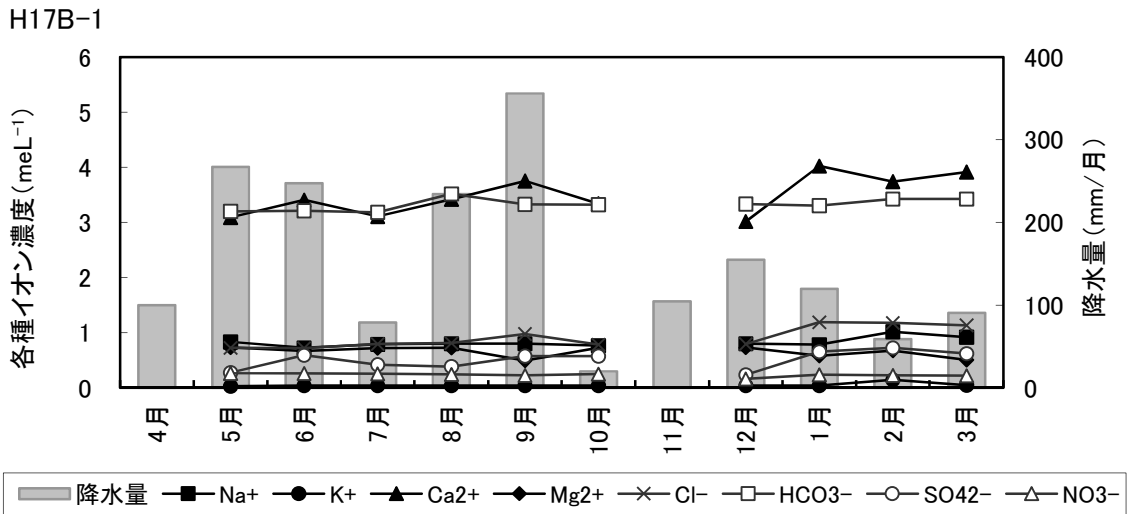 H17B-1
各種イオン濃度(meL⁻¹)
6
5
4
3
2
1
0
400
300
200
100
0
降水量(mm/月)
4月
5月
6月
7月
8月
9月
10月
11月
12月
1月
2月
3月
降水量 Na+ K+ Ca2+ Mg2+ Cl- HCO3- SO42- NO3-